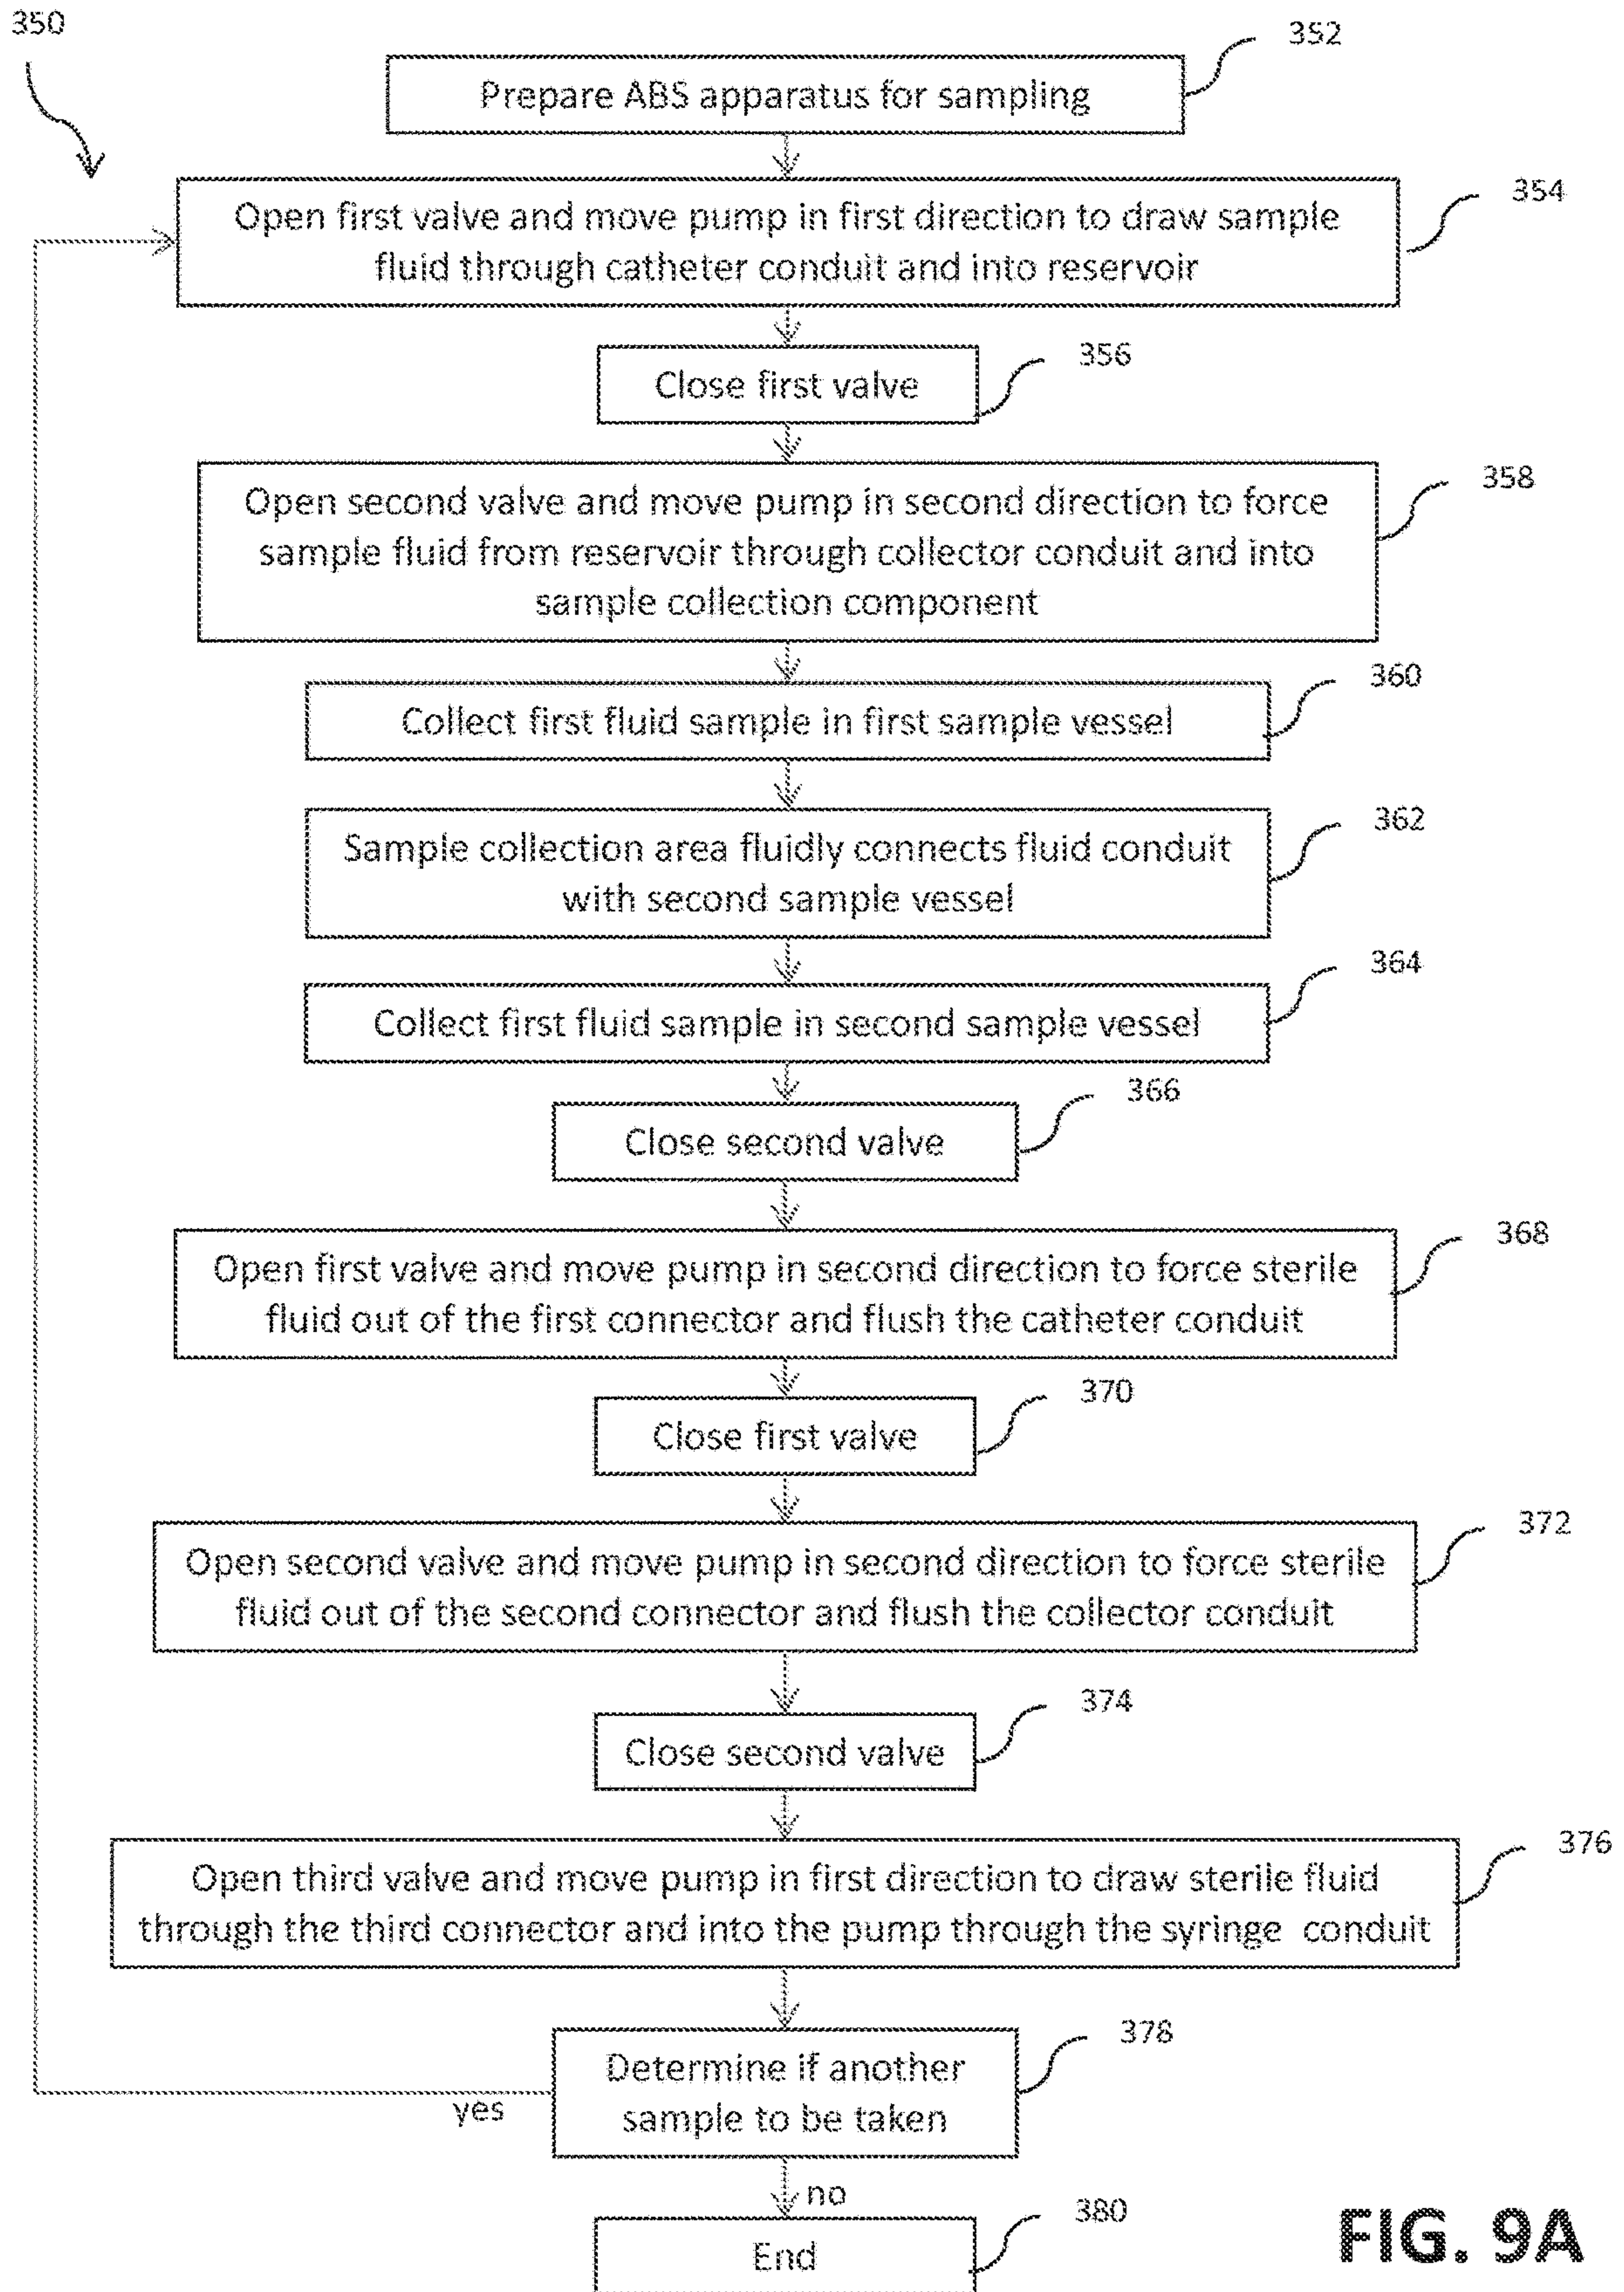 350
352
Prepare ABS apparatus for sampling
354
Open first valve and move pump in first direction to draw sample
fluid through catheter conduit and into reservoir
356
Close first valve
358
Open second valve and move pump in second direction to force
sample fluid from reservoir through collector conduit and into
sample collection component
360
Collect first fluid sample in first sample vessel
362
Sample collection area fluidly connects fluid conduit
with second sample vessel
364
Collect first fluid sample in second sample vessel
366
Close second valve
368
Open first valve and move pump in second direction to force sterile
fluid out of the first connector and flush the catheter conduit
370
Close first valve
372
Open second valve and move pump in second direction to force sterile
fluid out of the second connector and flush the collector conduit
374
Close second valve
376
Open third valve and move pump in first direction to draw sterile fluid
through the third connector and into the pump through the syringe conduit
378
Determine if another
sample to be taken
yes
no
380
End
FIG. 9A